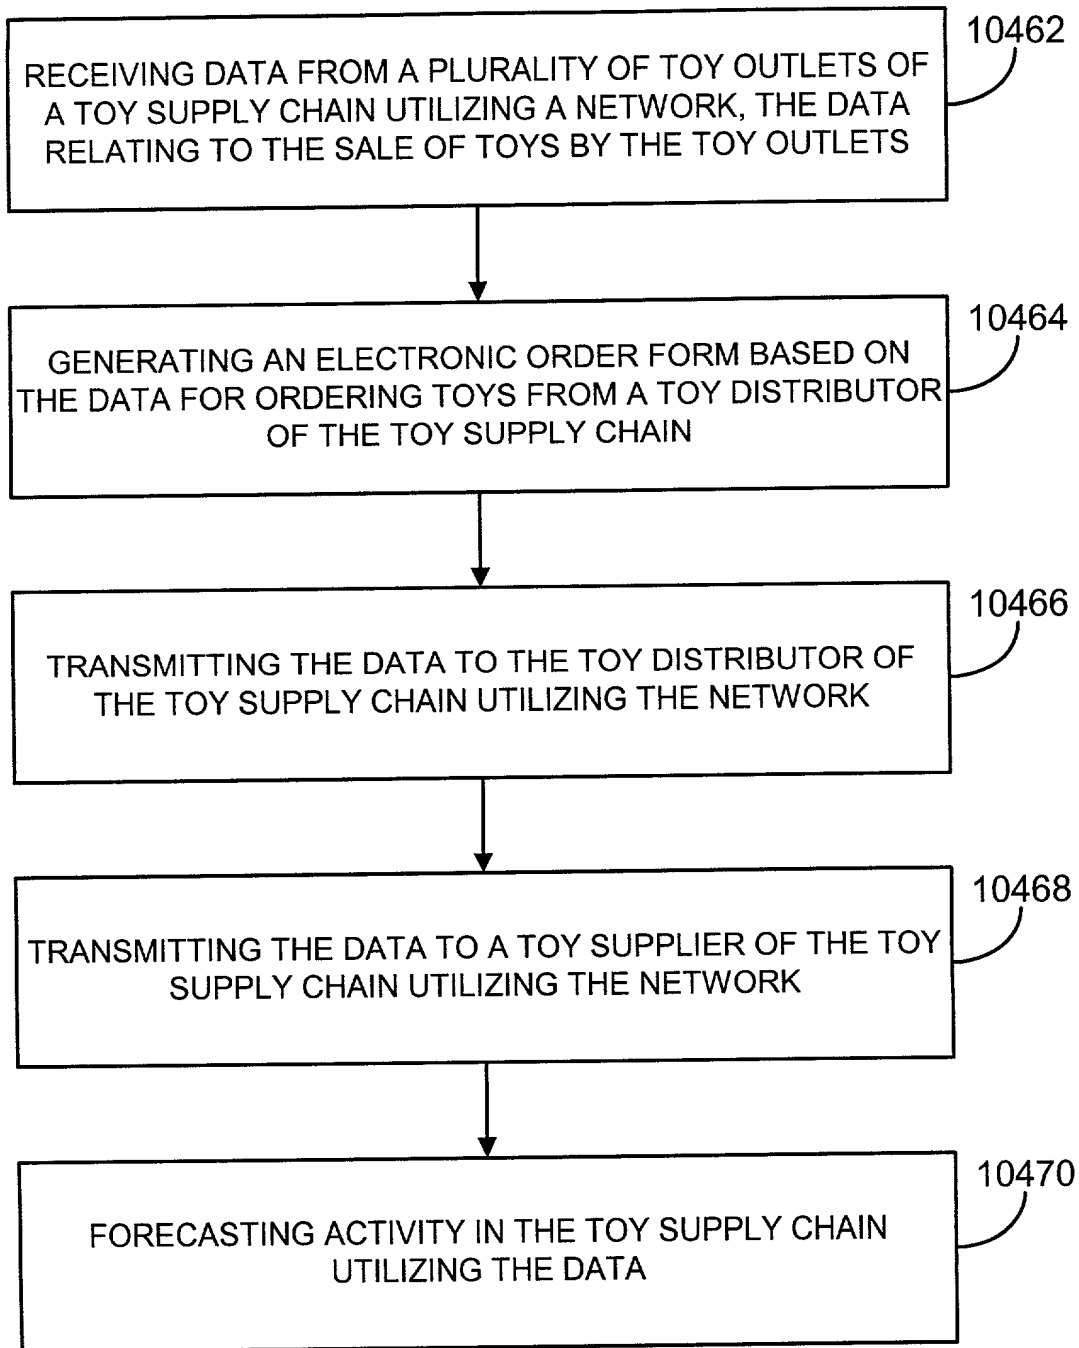 10462
RECEIVING DATA FROM A PLURALITY OF TOY OUTLETS OF
A TOY SUPPLY CHAIN UTILIZING A NETWORK, THE DATA
RELATING TO THE SALE OF TOYS BY THE TOY OUTLETS
10464
GENERATING AN ELECTRONIC ORDER FORM BASED ON
THE DATA FOR ORDERING TOYS FROM A TOY DISTRIBUTOR
OF THE TOY SUPPLY CHAIN
10466
TRANSMITTING THE DATA TO THE TOY DISTRIBUTOR OF
THE TOY SUPPLY CHAIN UTILIZING THE NETWORK
10468
TRANSMITTING THE DATA TO A TOY SUPPLIER OF THE TOY
SUPPLY CHAIN UTILIZING THE NETWORK
10470
FORECASTING ACTIVITY IN THE TOY SUPPLY CHAIN
UTILIZING THE DATA